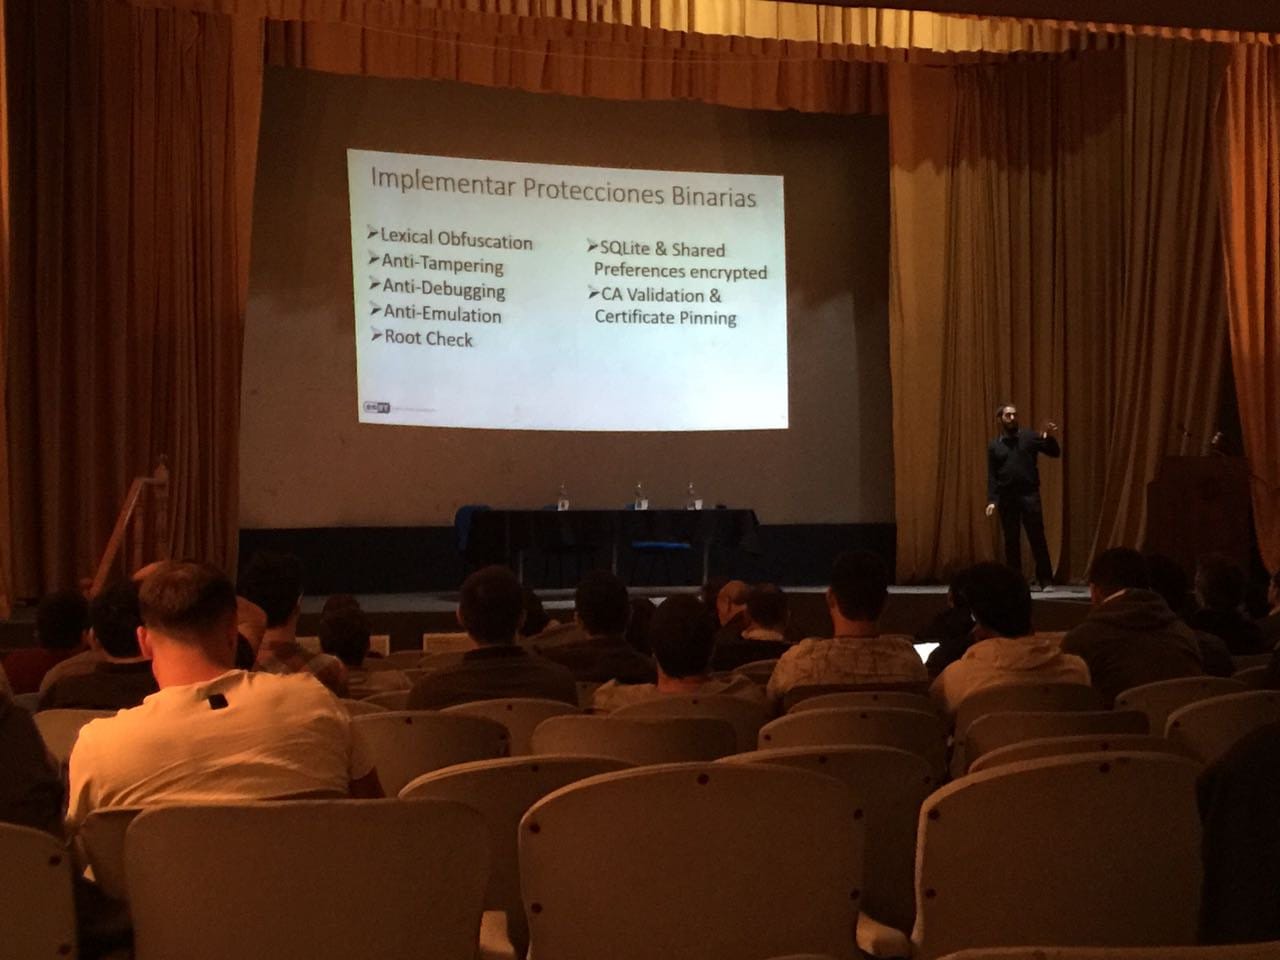 Implementar Protecciones Binarias
➢Lexical Obfuscation
➢Anti-Tampering
➢Anti-Debugging
➢Anti-Emulation
➢Root Check
➢SQLite & Shared
Preferences encrypted
➢CA Validation &
Certificate Pinning
eset